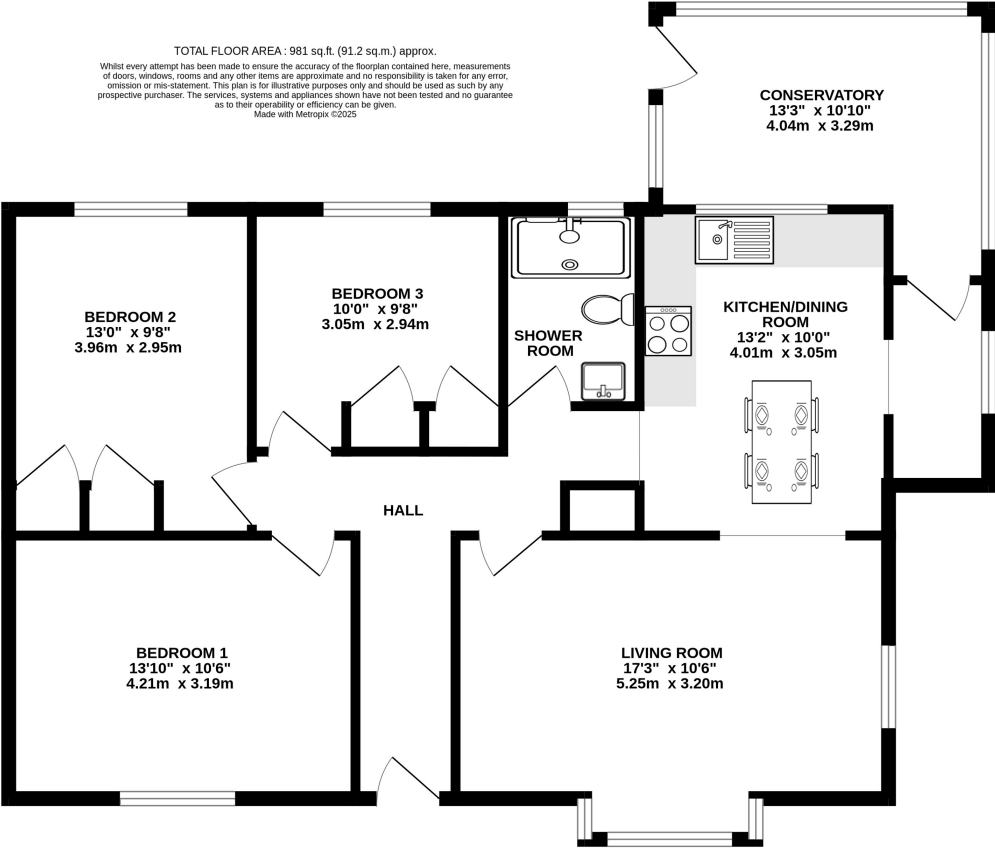 TOTAL FLOOR AREA : 981 sq.ft. (91.2 sq.m.) approx.
Whilst every attempt has been made to ensure the accuracy of the floorplan contained here, measurements
of doors, windows, rooms and any other items are approximate and no responsibility is taken for any error,
omission or mis-statement. This plan is for illustrative purposes only and should be used as such by any
prospective purchaser. The services, systems and appliances shown have not been tested and no guarantee
as to their operability or efficiency can be given.
Made with Metropix ©2025
CONSERVATORY
13'3" x 10'10"
4.04m x 3.29m
BEDROOM 2
13'0" x 9'8"
3.96m x 2.95m
BEDROOM 3
10'0" x 9'8"
3.05m x 2.94m
SHOWER
ROOM
KITCHEN/DINING
ROOM
13'2" x 10'0"
4.01m x 3.05m
HALL
BEDROOM 1
13'10" x 10'6"
4.21m x 3.19m
LIVING ROOM
17'3" x 10'6"
5.25m x 3.20m